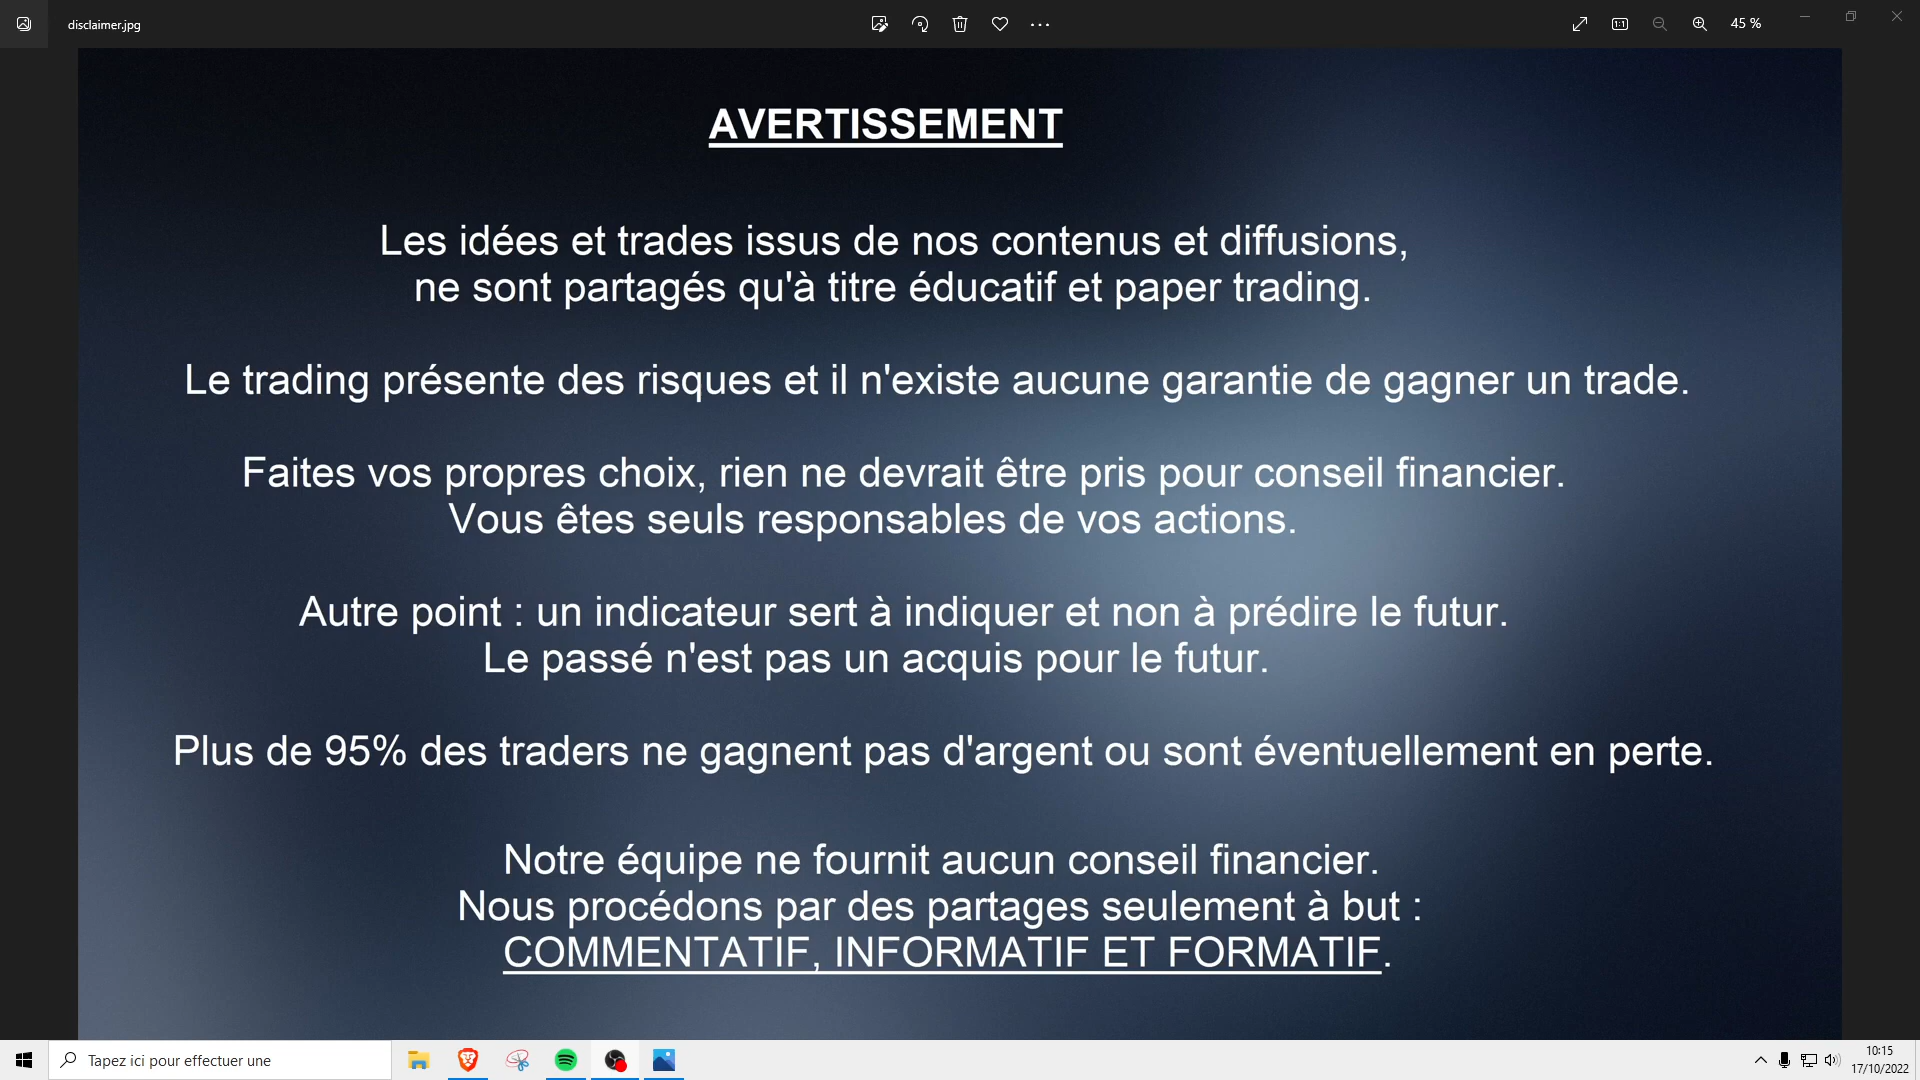 disclaimer.jpg
45 %
AVERTISSEMENT
Les idées et trades issus de nos contenus et diffusions,
ne sont partagés qu'à titre éducatif et paper trading.
Le trading présente des risques et il n'existe aucune garantie de gagner un trade.
Faites vos propres choix, rien ne devrait être pris pour conseil financier.
Vous êtes seuls responsables de vos actions.
Autre point : un indicateur sert à indiquer et non à prédire le futur.
Le passé n'est pas un acquis pour le futur.
Plus de 95% des traders ne gagnent pas d'argent ou sont éventuellement en perte.
Notre équipe ne fournit aucun conseil financier.
Nous procédons par des partages seulement à but :
COMMENTATIF, INFORMATIF ET FORMATIF.
Tapez ici pour effectuer une
10:15
17/10/2022